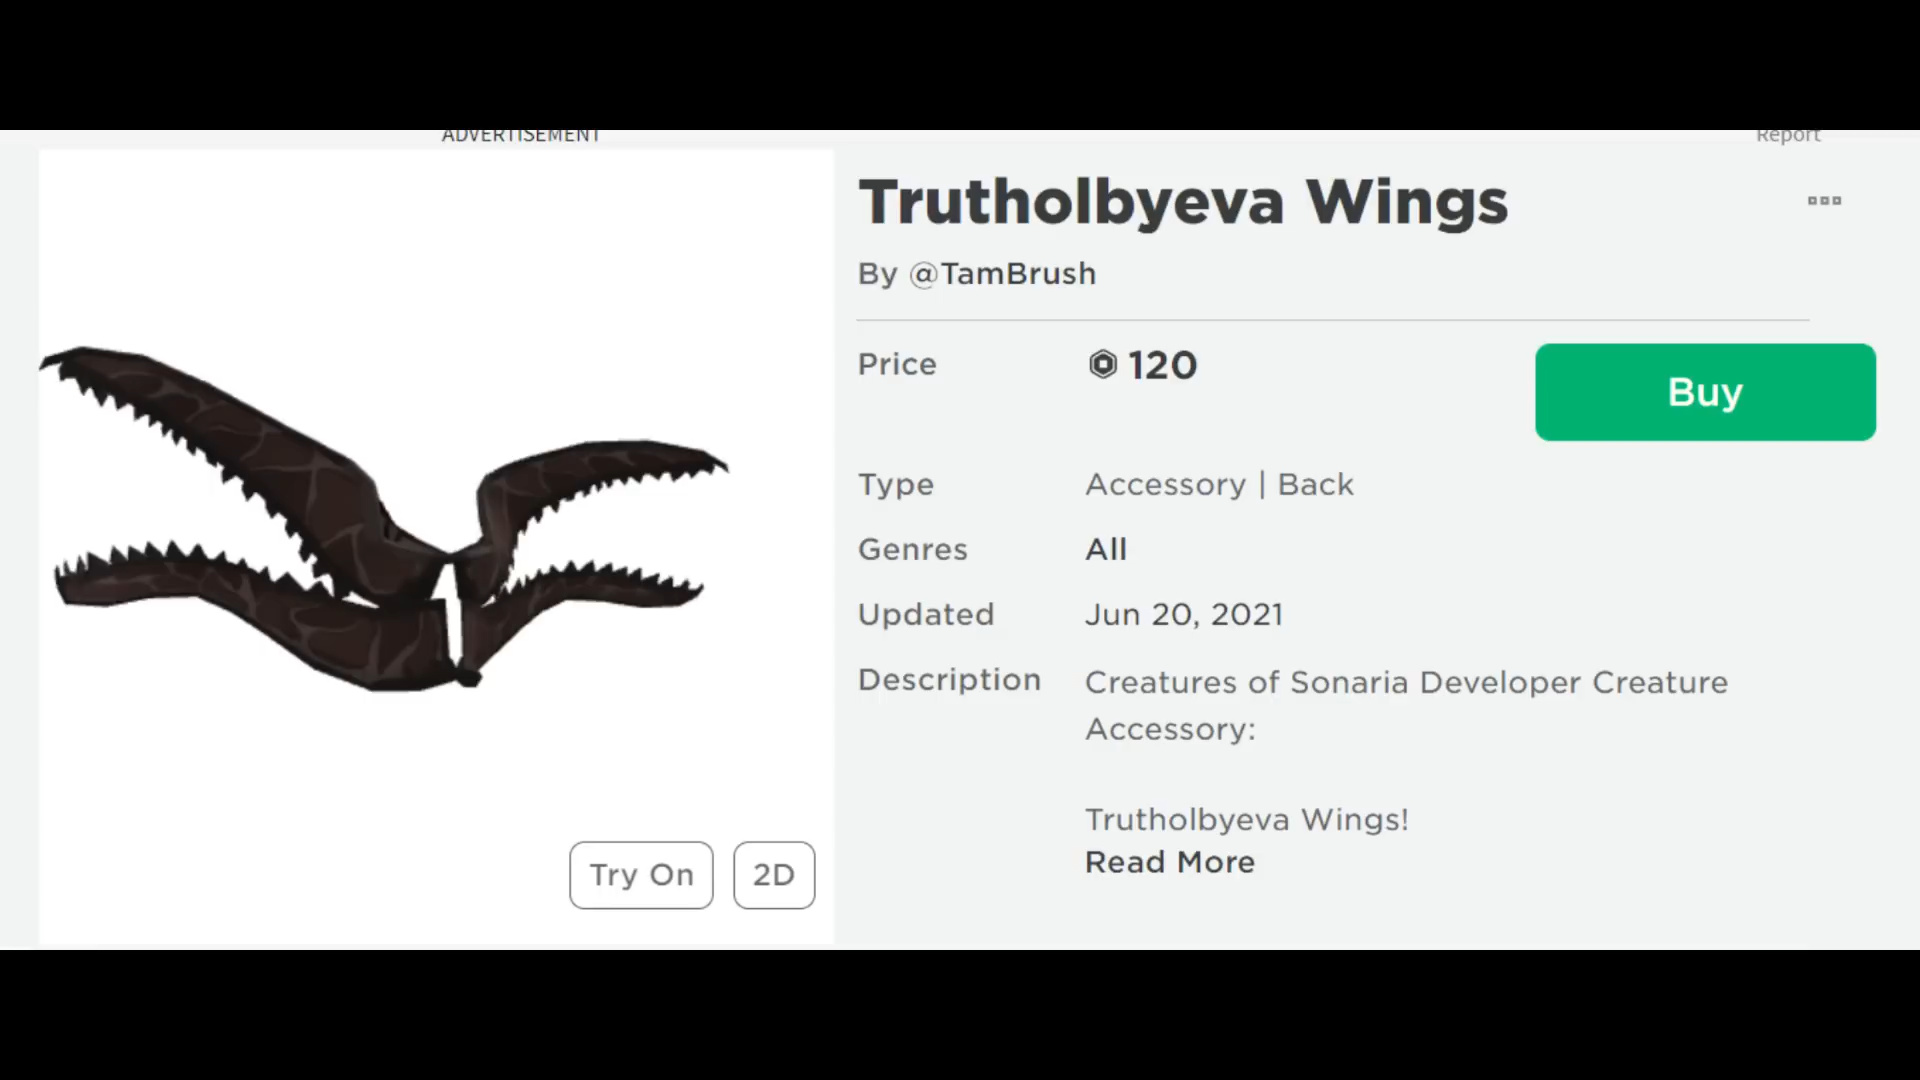 ADVERTISEMENT
Report
Trutholbyeva Wings
By @TamBrush
Price
120
Buy
Type
Accessory | Back
Genres
All
Updated
Jun 20, 2021
Description
Creatures of Sonaria Developer Creature
Accessory:
Trutholbyeva Wings!
Read More
Try On
2D